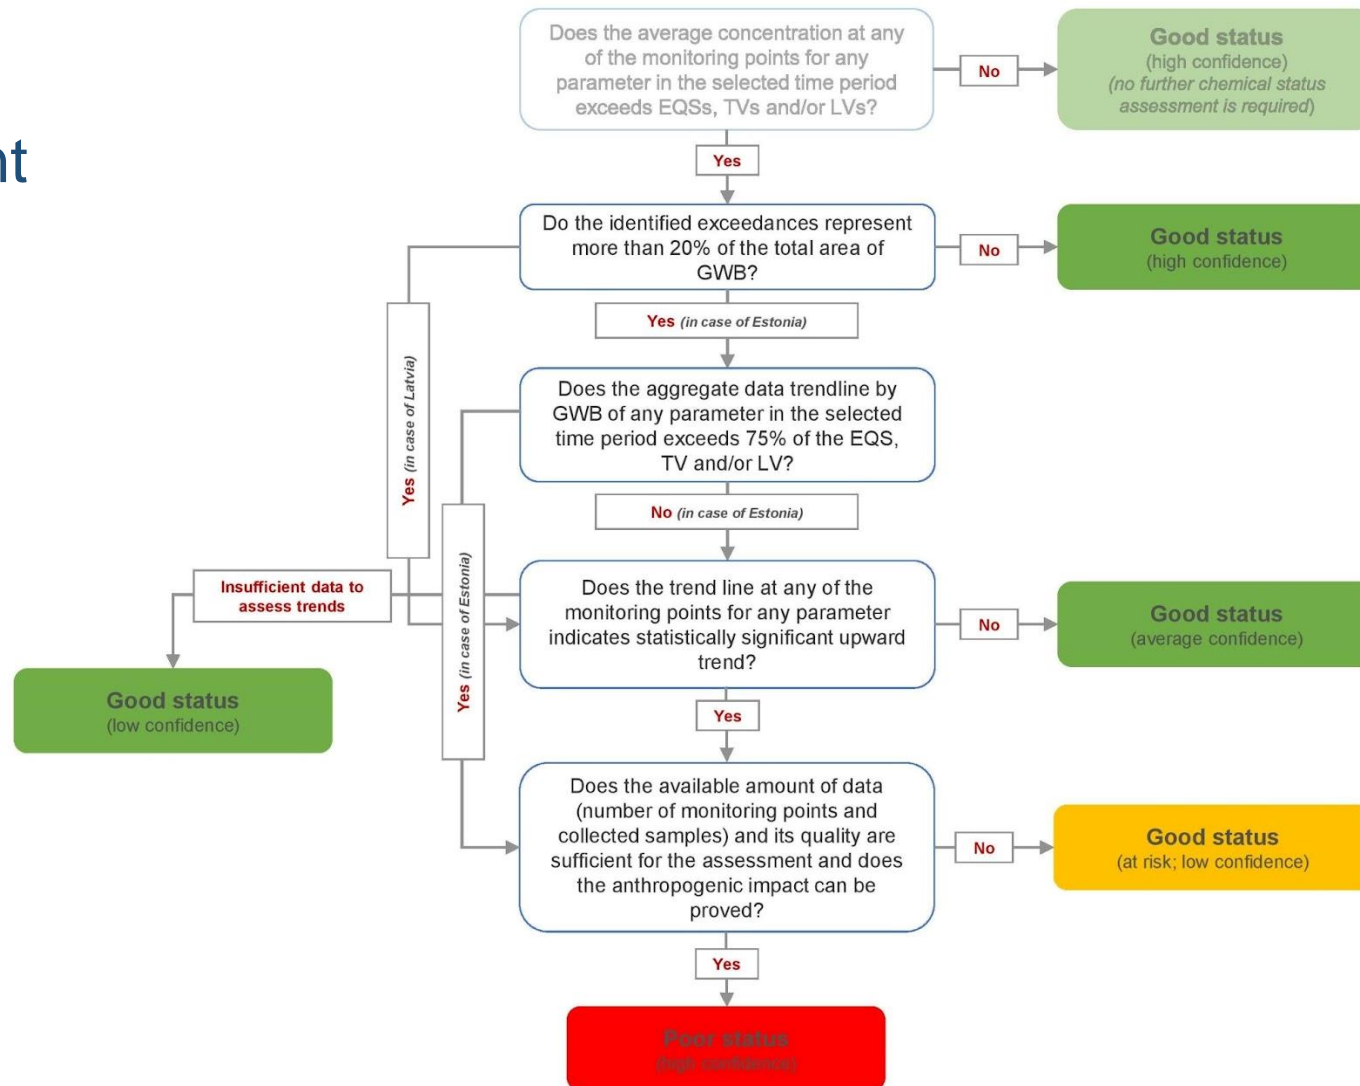 nt
Does the average concentration at any
of the monitoring points for any
parameter in the selected time period
exceeds EQSs, TVs and/or LVs?
No
Good status
(high confidence)
(no further chemical status
assessment is required)
Yes
Do the identified exceedances represent
more than 20% of the total area of
GWB?
No
Good status
(high confidence)
Yes (in case of Latvia)
Yes (in case of Estonia)
Does the aggregate data trendline by
GWB of any parameter in the selected
time period exceeds 75% of the EQS,
TV and/or LV?
Yes (in case of Estonia)
No (in case of Estonia)
Insufficient data to
assess trends
Good status
(low confidence)
Does the trend line at any of the
monitoring points for any parameter
indicates statistically significant upward
trend?
No
Good status
(average confidence)
Yes
Does the available amount of data
(number of monitoring points and
collected samples) and its quality are
sufficient for the assessment and does
the anthropogenic impact can be
proved?
No
Good status
(at risk; low confidence)
Yes
Poor status
(high confidence)